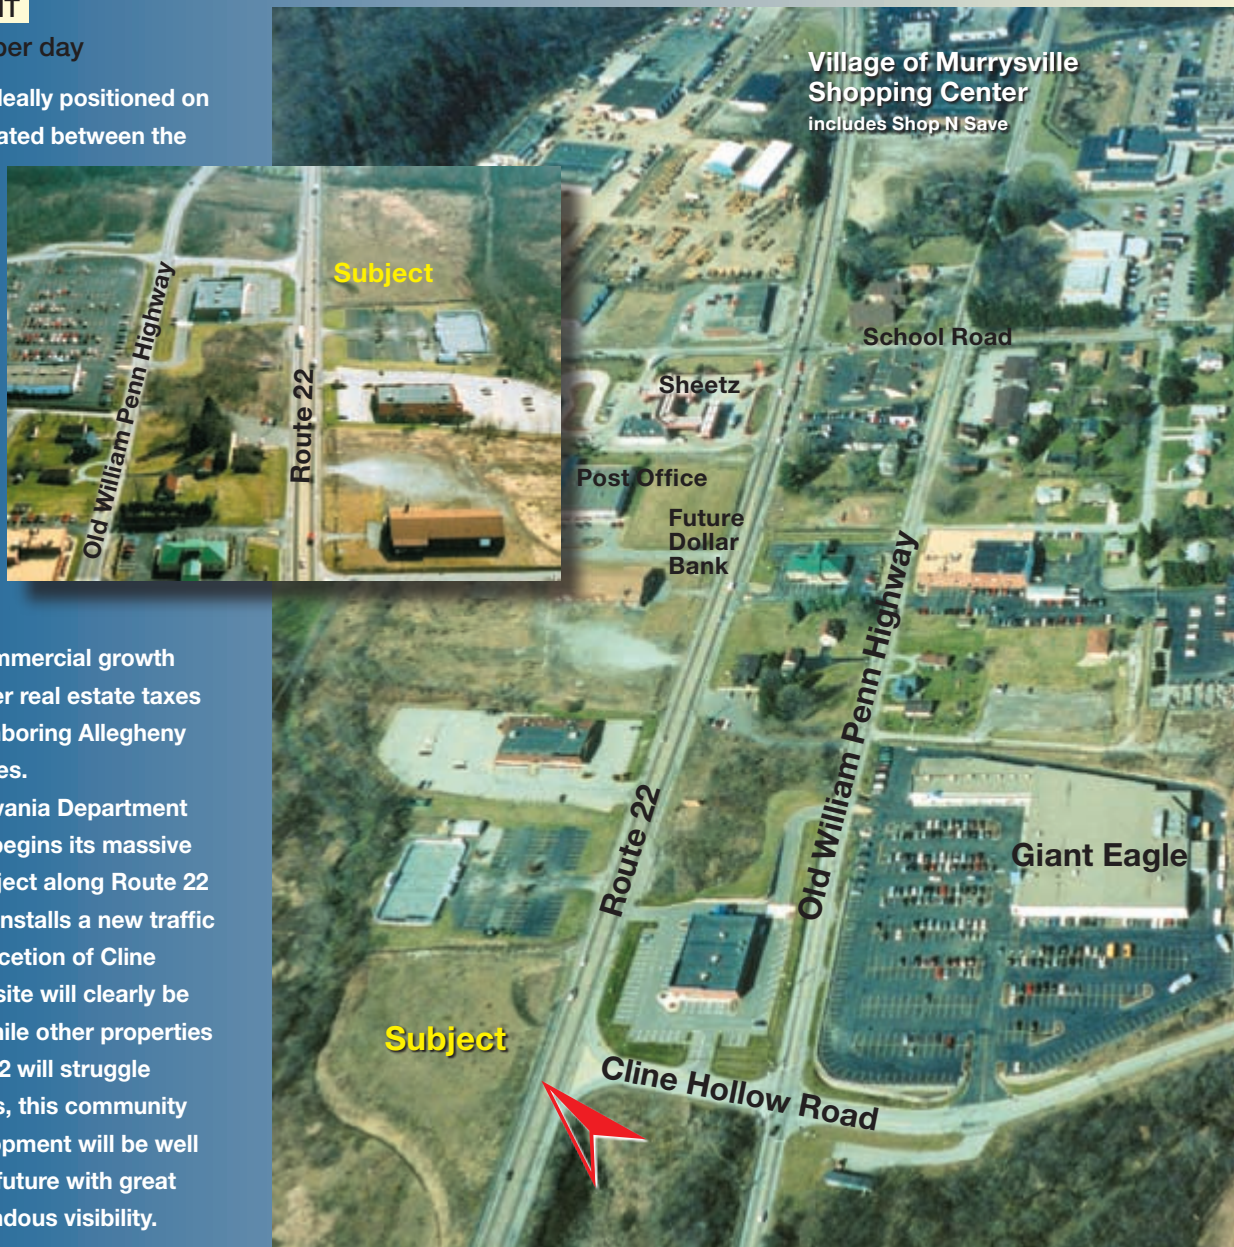 per day
deally positioned on
ated between the
Village of Murrysville
Shopping Center
includes Shop N Save
Subject
Old William Penn Highway
Route 22
School Road
Sheetz
Post Office
Future
Dollar
Bank
Old William Penn Highway
Route 22
Giant Eagle
Subject
Cline Hollow Road
mmercial growth
er real estate taxes
nboring Allegheny
es.
vania Department
begins its massive
ject along Route 22
installs a new traffic
cetion of Cline
site will clearly be
hile other properties
2 will struggle
s, this community
opment will be well
future with great
ndous visibility.